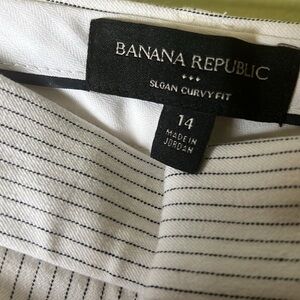 BANANA REPUBLIC
SLOAN CURVY FIT
14
MADE IN
JORDAN